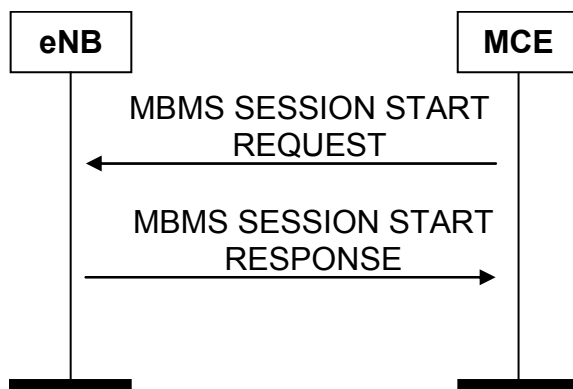 eNB
MCE
MBMS SESSION START
REQUEST
MBMS SESSION START
RESPONSE